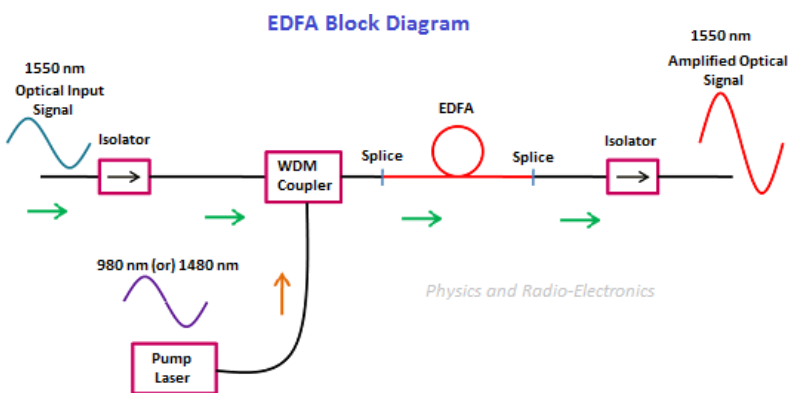 EDFA Block Diagram
1550 nm
Optical Input
Signal
Isolator
WDM
Coupler
Splice
EDFA
Splice
Isolator
1550 nm
Amplified Optical
Signal
980 nm (or) 1480 nm
Pump
Laser
Physics and Radio-Electronics